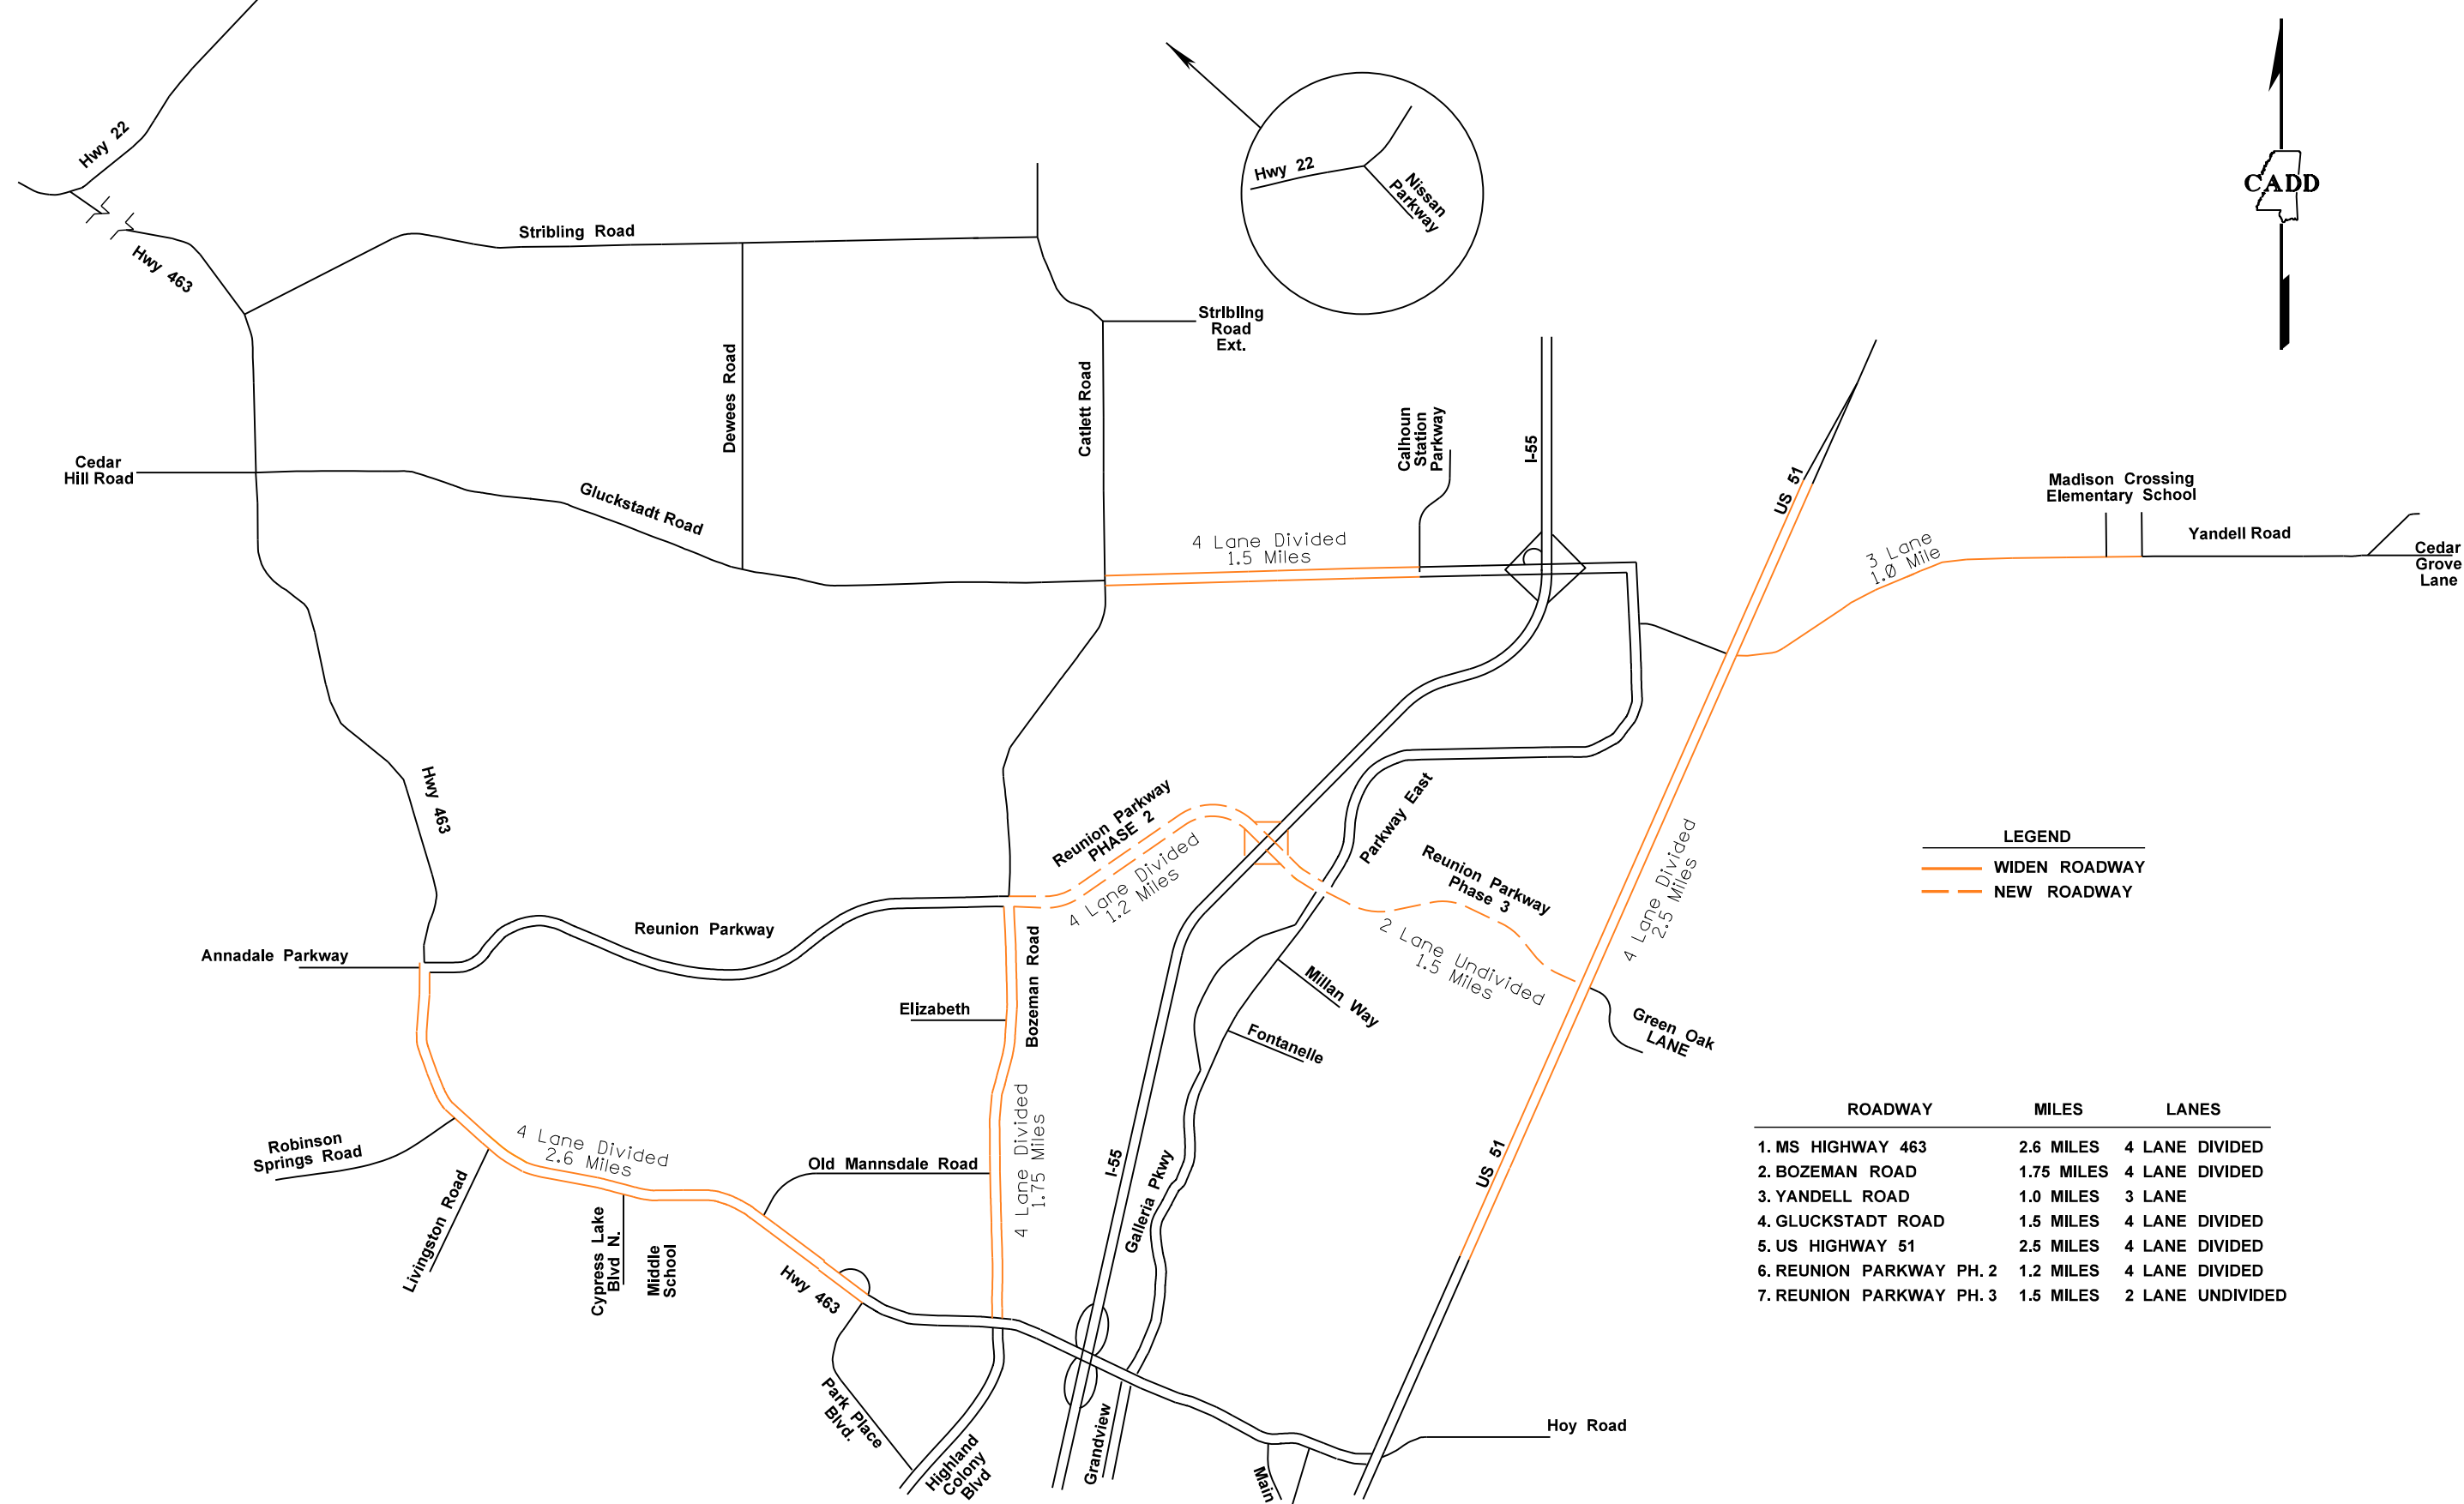 Hwy 22
Hwy 463
Stribling Road
Hwy 22
Nissan
Parkway
CADD
Stribling
Road
Ext.
Dewees Road
Catlett Road
Calhoun
Station
Parkway
I-55
US 51
Cedar
Hill Road
Gluckstadt Road
4 Lane Divided
1.5 Miles
3 Lane
1.0 Mile
Madison Crossing
Elementary School
Yandell Road
Cedar
Grove
Lane
Hwy 463
Reunion Parkway
PHASE 2
4 Lane Divided
1.2 Miles
Parkway East
Reunion Parkway
Phase 3
2 Lane Undivided
1.5 Miles
4 Lane Divided
2.5 Miles
LEGEND
WIDEN ROADWAY
NEW ROADWAY
Annadale Parkway
Reunion Parkway
Elizabeth
Bozeman Road
Millan Way
Fontanelle
Green Oak
LANE
Robinson
Springs Road
4 Lane Divided
2.6 Miles
Livingston Road
Cypress Lake
Blvd N.
Middle
School
Old Mannsdale Road
4 Lane Divided
1.75 Miles
I-55
Galleria Pkwy
US 51
Hwy 463
Park Place
Blvd.
Highland
Colony
Blvd
Grandview
Main
Hoy Road
ROADWAY MILES LANES
1. MS HIGHWAY 463 2.6 MILES 4 LANE DIVIDED
2. BOZEMAN ROAD 1.75 MILES 4 LANE DIVIDED
3. YANDELL ROAD 1.0 MILES 3 LANE
4. GLUCKSTADT ROAD 1.5 MILES 4 LANE DIVIDED
5. US HIGHWAY 51 2.5 MILES 4 LANE DIVIDED
6. REUNION PARKWAY PH. 2 1.2 MILES 4 LANE DIVIDED
7. REUNION PARKWAY PH. 3 1.5 MILES 2 LANE UNDIVIDED